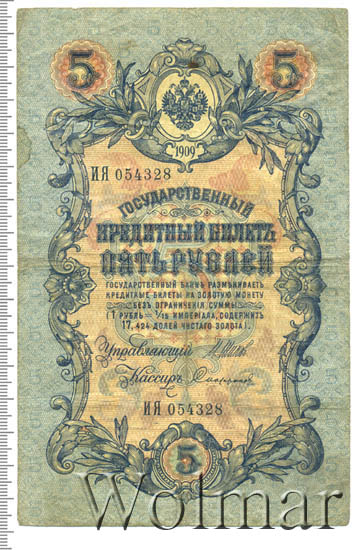 5 5
1909
ИЯ 054328
ГОСУДАРСТВЕННЫЙ
КРЕДИТНЫЙ БИЛЕТЪ
ПЯТЬ РУБЛЕЙ
ГОСУДАРСТВЕННЫЙ БАНКЪ РАЗМѢНИВАЕТЪ
КРЕДИТНЫЕ БИЛЕТЫ НА ЗОЛОТУЮ МОНЕТУ
БЕЗЪ ОГРАНИЧЕНІЯ СУММЫ
(1 РУБЛЬ = 1/15 ИМПЕРІАЛА, СОДЕРЖИТЪ
17,424 ДОЛЕЙ ЧИСТАГО ЗОЛОТА).
Управляющій
Кассиръ
ИЯ 054328
5
Wolmar